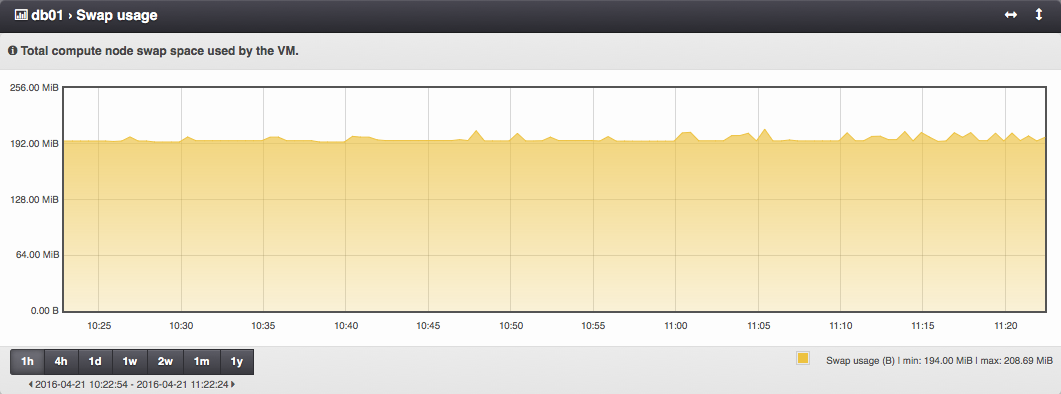 db01 › Swap usage
Total compute node swap space used by the VM.
256.00 MiB
192.00 MiB
128.00 MiB
64.00 MiB
0.00 B
10:25 10:30 10:35 10:40 10:45 10:50 10:55 11:00 11:05 11:10 11:15 11:20
1h 4h 1d 1w 2w 1m 1y
Swap usage (B) | min: 194.00 MiB | max: 208.69 MiB
2016-04-21 10:22:54 - 2016-04-21 11:22:24